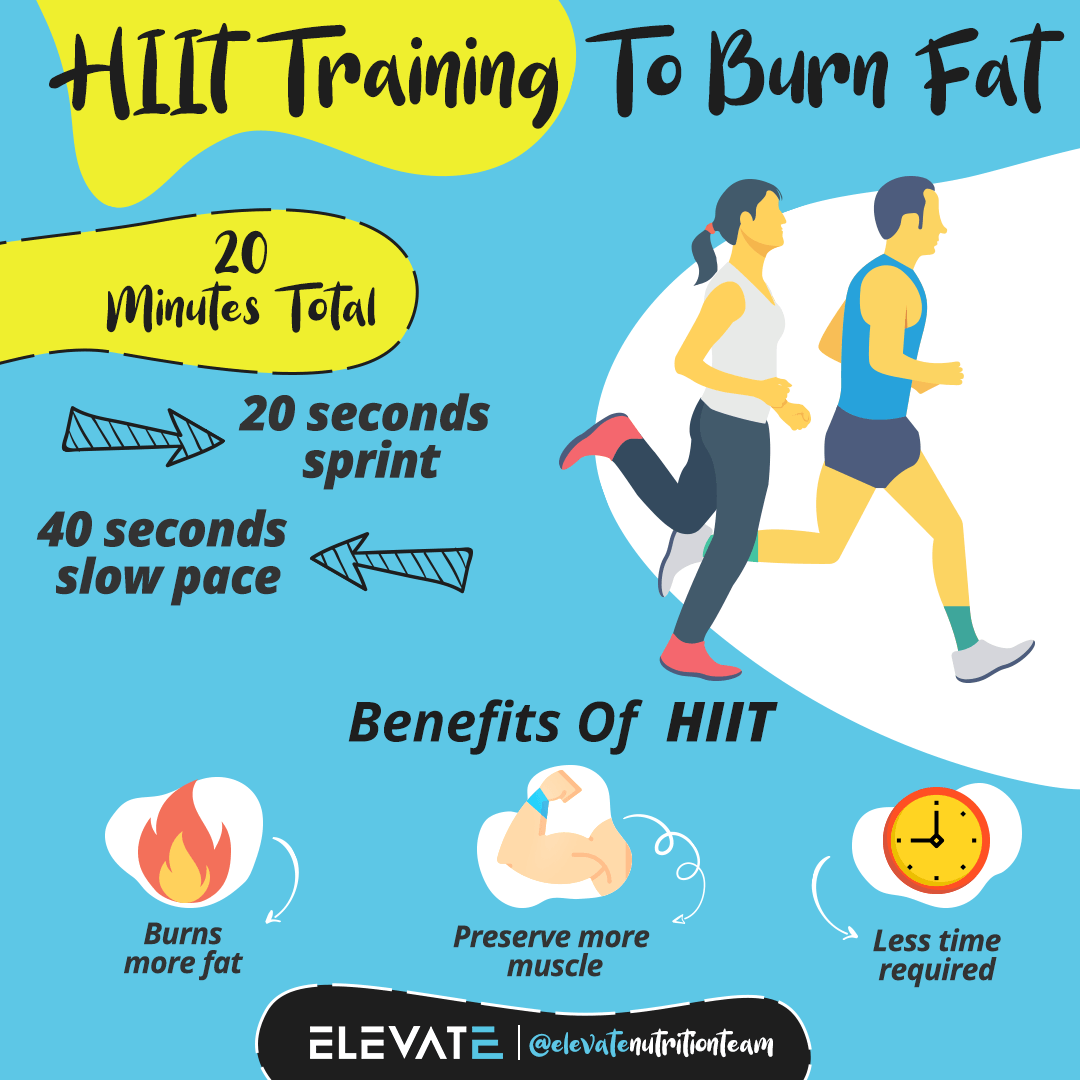 HIIT Training To Burn Fat
20
Minutes Total
20 seconds
sprint
40 seconds
slow pace
Benefits Of HIIT
Burns
more fat
Preserve more
muscle
Less time
required
ELEVATE | @elevatenutritionteam